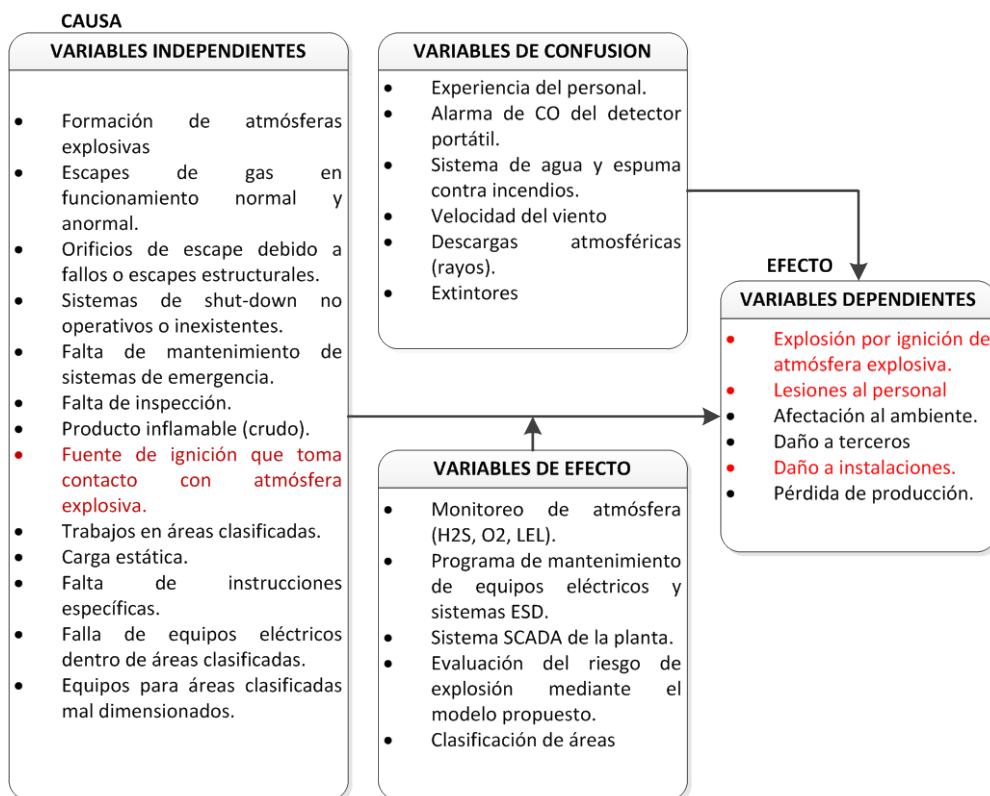 CAUSA
VARIABLES INDEPENDIENTES
• Formación de atmósferas
explosivas
• Escapes de gas en
funcionamiento normal y
anormal.
• Orificios de escape debido a
fallos o escapes estructurales.
• Sistemas de shut-down no
operativos o inexistentes.
• Falta de mantenimiento de
sistemas de emergencia.
• Falta de inspección.
• Producto inflamable (crudo).
• Fuente de ignición que toma
contacto con atmósfera
explosiva.
• Trabajos en áreas clasificadas.
• Carga estática.
• Falta de instrucciones
específicas.
• Falla de equipos eléctricos
dentro de áreas clasificadas.
• Equipos para áreas clasificadas
mal dimensionados.
VARIABLES DE CONFUSION
• Experiencia del personal.
• Alarma de CO del detector
portátil.
• Sistema de agua y espuma
contra incendios.
• Velocidad del viento
• Descargas atmosféricas
(rayos).
• Extintores
VARIABLES DE EFECTO
• Monitoreo de atmósfera
(H2S, O2, LEL).
• Programa de mantenimiento
de equipos eléctricos y
sistemas ESD.
• Sistema SCADA de la planta.
• Evaluación del riesgo de
explosión mediante el
modelo propuesto.
• Clasificación de áreas
EFECTO
VARIABLES DEPENDIENTES
• Explosión por ignición de
atmósfera explosiva.
• Lesiones al personal
• Afectación al ambiente.
• Daño a terceros
• Daño a instalaciones.
• Pérdida de producción.